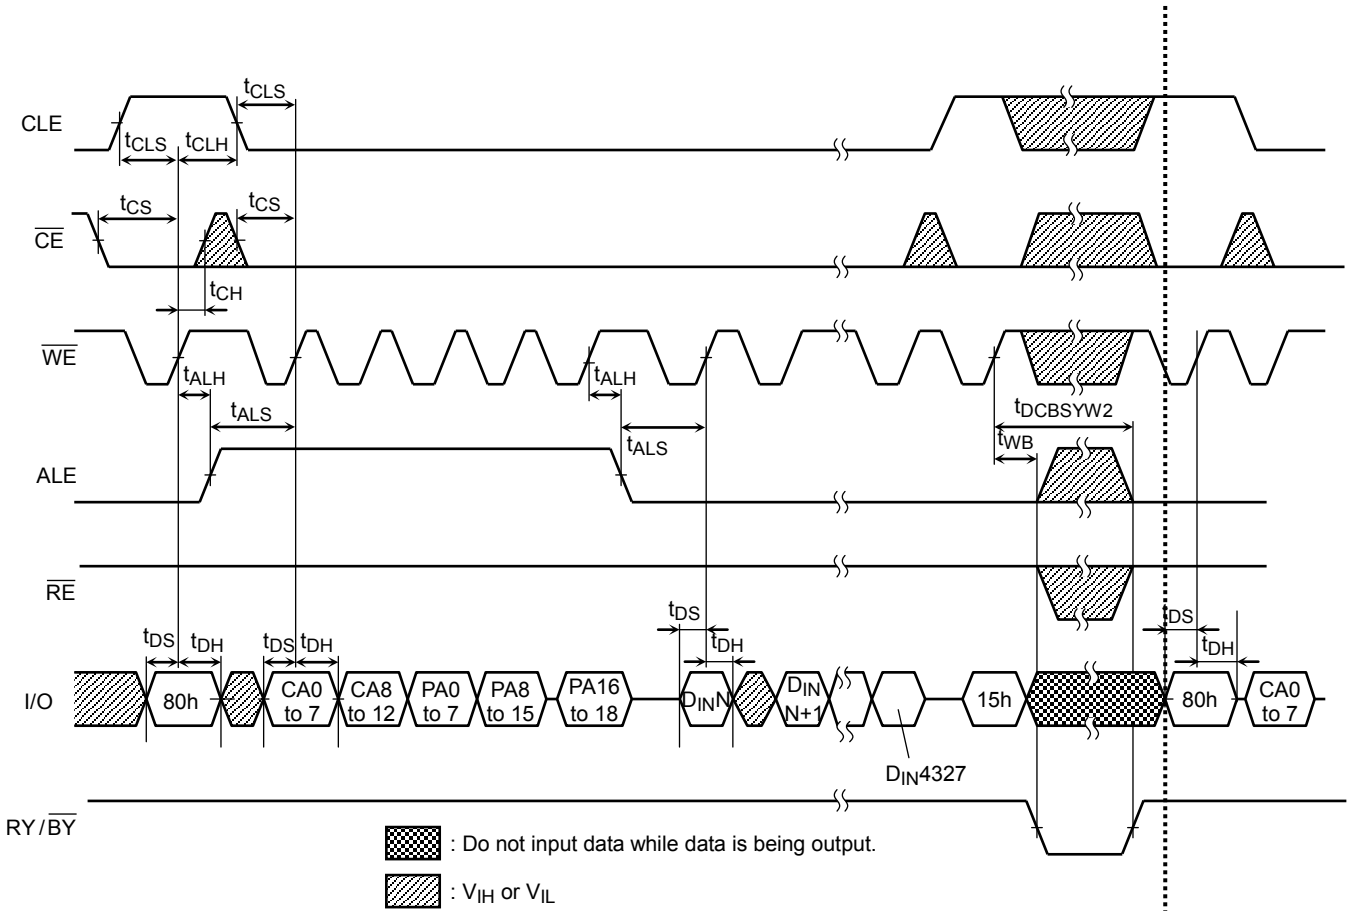 tCLS
CLE
tCLS tCLH
tCS tCS
CE
tCH
WE
tALH tALH
tDCBSYW2
tALS tALS
tWB
ALE
RE
tDS tDH tDS tDH tDS tDH tDS tDH
I/O
80h
CA0 to 7
CA8 to 12
PA0 to 7
PA8 to 15
PA16 to 18
DINN
DIN N+1
15h
80h
CA0 to 7
DIN4327
RY/BY
: Do not input data while data is being output.
: VIH or VIL